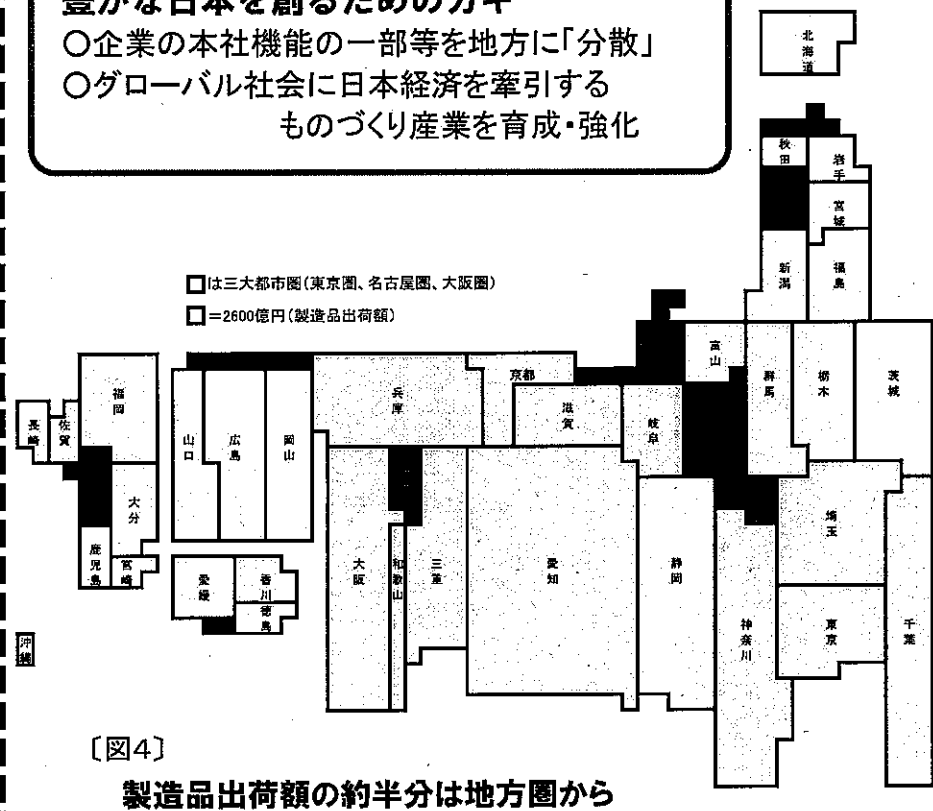 豊かな日本を創るためのカギ
○企業の本社機能の一部等を地方に「分散」
○グローバル社会に日本経済を牽引する
ものづくり産業を育成・強化
北海道
秋田
岩手
宮城
新潟
福島
□は三大都市圏(東京圏、名古屋圏、大阪圏)
□=2600億円(製造品出荷額)
富山
群馬
栃木
茨城
福岡
兵庫
京都
滋賀
岐阜
長崎
佐賀
山口
広島
岡山
大分
埼玉
鹿児島
宮崎
愛媛
香川
徳島
大阪
和歌山
三重
愛知
静岡
神奈川
東京
千葉
沖縄
〔図4〕
製造品出荷額の約半分は地方圏から